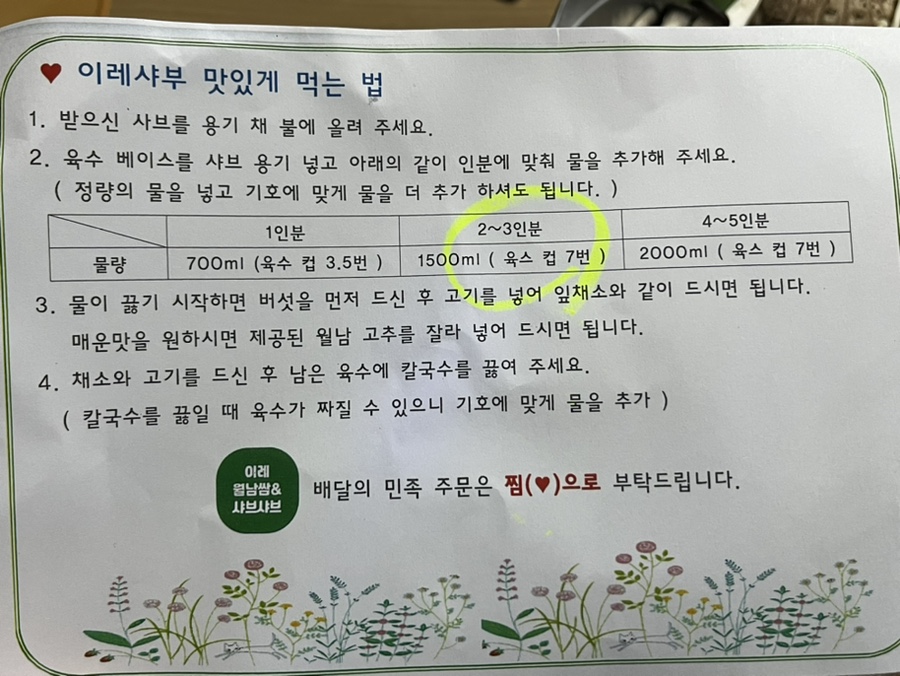 ♥ 이레샤부 맛있게 먹는 법
1. 받으신 샤브를 용기 채 불에 올려 주세요.
2. 육수 베이스를 샤브 용기 넣고 아래의 같이 인분에 맞춰 물을 추가해 주세요.
( 정량의 물을 넣고 기호에 맞게 물을 더 추가 하셔도 됩니다. )
1인분 2～3인분 4～5인분
물량 700ml (육수 컵 3.5번 ) 1500ml ( 육스 컵 7번 ) 2000ml ( 육스 컵 7번 )
3. 물이 끓기 시작하면 버섯을 먼저 드신 후 고기를 넣어 잎채소와 같이 드시면 됩니다.
매운맛을 원하시면 제공된 월남 고추를 잘라 넣어 드시면 됩니다.
4. 채소와 고기를 드신 후 남은 육수에 칼국수를 끓여 주세요.
( 칼국수를 끓일 때 육수가 짜질 수 있으니 기호에 맞게 물을 추가 )
이레
월남쌈&
샤브샤브
배달의 민족 주문은 찜(♥)으로 부탁드립니다.